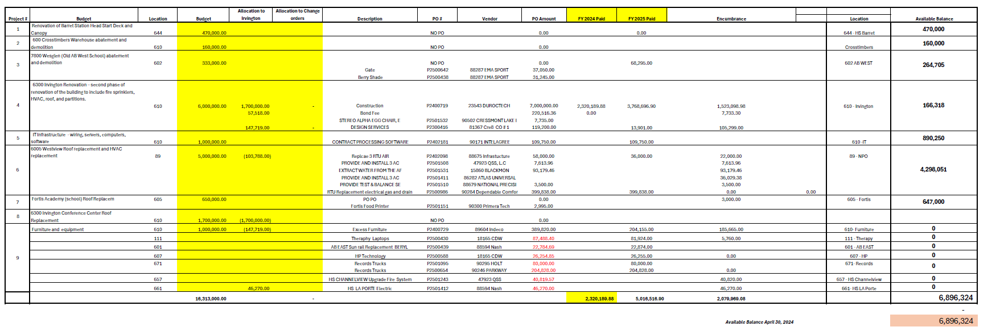 Allocation to Allocation to Change
Project # Budget Location Budget Irvington orders Description PO # Vendor PO Amount FY 2024 Paid FY 2025 Paid Encumbrance Location Available Balance
1 Renovation of Barret Station Head Start Deck and 470,000
Canopy 644 470,000.00 NO PO 0.00 0.00 644 - HS Barret
2 600 Crosstimbers Warehouse abatement and 160,000
demolition 610 160,000.00 NO PO 0.00 Crosstimbers
7800 Wesglen (Old AB West School) abatement
3 and demolition 602 333,000.00 NO PO 0.00 68,295.00 602 AB WEST 264,705
Gate P2500642 88287 EMA SPORT 37,050.00
Berry Shade P2500438 88287 EMA SPORT 31,245.00
6300 Irvington Renovation – second phase of
renovation of the building to include fire sprinklers,
HVAC, roof, and partitions.
4 610 6,000,000.00 1,700,000.00 - Construction P2400719 23543 DUROCTECH 7,000,000.00 2,320,189.88 3,768,696.90 1,523,098.98 610 - Irvington 166,318
57,518.00 Bond Fee 220,516.36 0.00 7,733.30
STEREO ALPHA EGG CHAIR, E P2501532 90502 CRESSMONT LAKE I 7,735.00
147,719.00 - DESIGN SERVICES P2300416 81367 Cre8 CO # 1 119,200.00 13,901.00 105,299.00
5 IT Infrastructure - wiring, servers, computers, 890,250
software 610 1,000,000.00 CONTRACT PROCESSING SOFTWARE P2402181 90171 INTELAGREE 109,750.00 109,750.00 610 -IT
6005 Westview Roof replacement and HVAC
replacement 89 5,000,000.00 (103,788.00) Replcae 3 RTU AIR P2402098 88675 Infrastucture 58,000.00 36,000.00 22,000.00 89 - NPO
PROVIDE AND INSTALL 3 AC P2501508 47923 QSS, L.C 7,613.96 7,613.96
6 EXTRACT WATER FROM THE AF P2501531 15860 BLACKMON 93,179.46 93,179.46 4,298,051
PROVIDE AND INSTALL 3 AC P2501411 86282 ATLAS UNIVERSAL 36,029.38
PROVIDE TEST & BALANCE SE P2501510 88679 NATIONAL PRECISI 3,500.00 3,500.00
RTU Replacement electrical gas and drain P2500986 90284 Dependable Comfor 399,838.00 399,838.00 0.00 0.00
7 Fortis Academy (school) Roof Replacem 605 650,000.00 PO PO 0.00 3,000.00 605 - Fortis 647,000
Fortis Food Printer P2501151 90300 Primera Tech 2,995.00
8 6300 Irvington Conference Center Roof
Replacement 610 1,700,000.00 (1,700,000.00) NO PO 0.00
Furniture and equipment 610 1,000,000.00 (147,719.00) Excess Furniture P2400729 89604 Indeco 389,820.00 204,155.00 185,665.00 610- Furniture 0
111 Theraphy Laptops P2500430 18165 CDW 87,488.40 81,924.00 5,760.00 111 - Therapy 0
601 AB EAST Sun rail Replacement BERYL P2500439 88594 Nash 22,784.69 22,874.00 601 - AB EAST 0
9 607 HP Technology P2500588 18165 CDW 26,254.85 26,255.00 0.00 607 - HP 0
671 Records Trucks P2501095 90295 HOLT 80,000.00 80,000.00 671- Records 0
Records Trucks P2500654 90246 PARKWAY 204,828.00 204,828.00 0.00
657 HS CHANNELVIEW Upgrade Fire System P2501243 47923 QSS 40,819.57 40,820.00 657 - HS Channelview 0
661 46,270.00 HS LA PORTE Electric P2501412 88594 Nash 46,270.00 46,270.00 661- HS LA Porte 0
16,313,000.00 - 2,320,189.88 5,016,516.90 2,079,969.08 6,896,324
-
Available Balance April 30, 2024 6,896,324